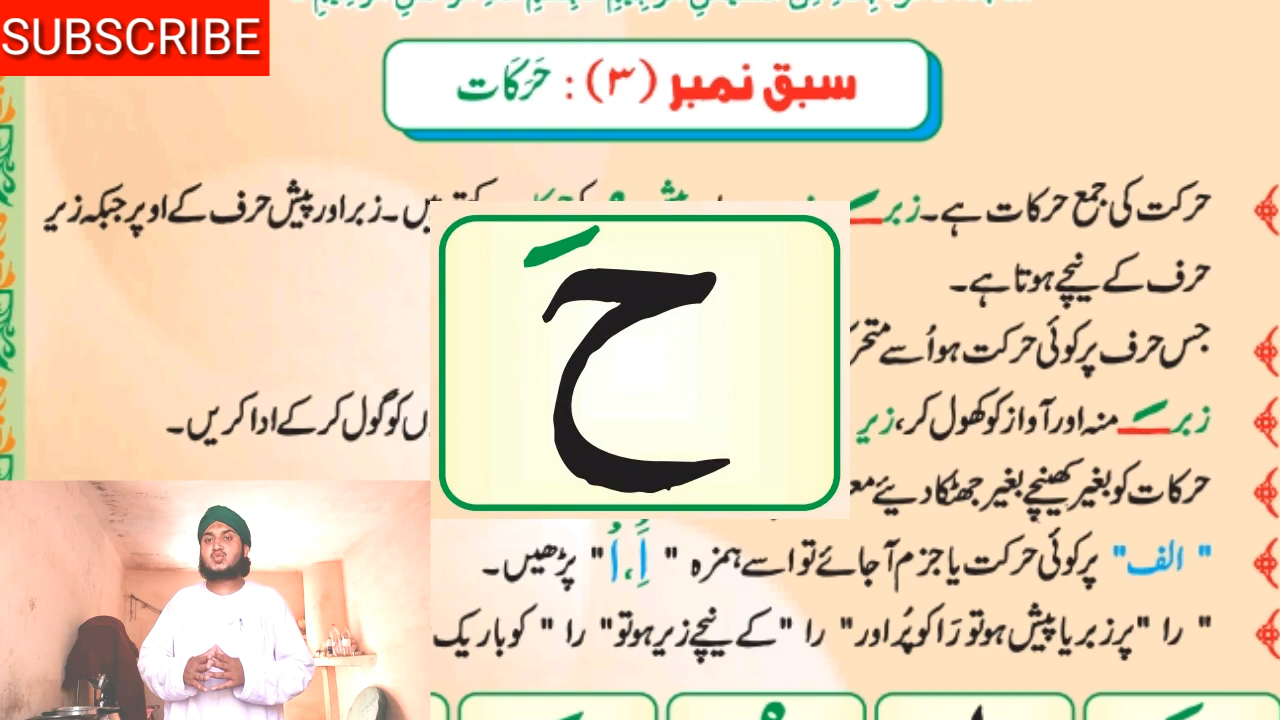 SUBSCRIBE
سبق نمبر (۳) : حَرَکَات
حرکت کی جمع حرکات ہے۔ زبر ـَـ ہیں۔ زبر اور پیش حرف کے اوپر جبکہ زیر
حرف کے نیچے ہوتا ہے۔
جس حرف پر کوئی حرکت ہو اُسے
زبر ـَـ منہ اور آواز کو کھول کر، زیر کو گول کر کے ادا کریں۔
حرکات کو بغیر کھینچے بغیر جھٹکا دیئے
" الف" پر کوئی حرکت یا جزم آ جائے تو اسے ہمزہ " پڑھیں۔
" را " پر زبر یا پیش ہو تو رَا کو پُر اور " را " کے نیچے زیر ہو تو " را " کو باریک
حَ